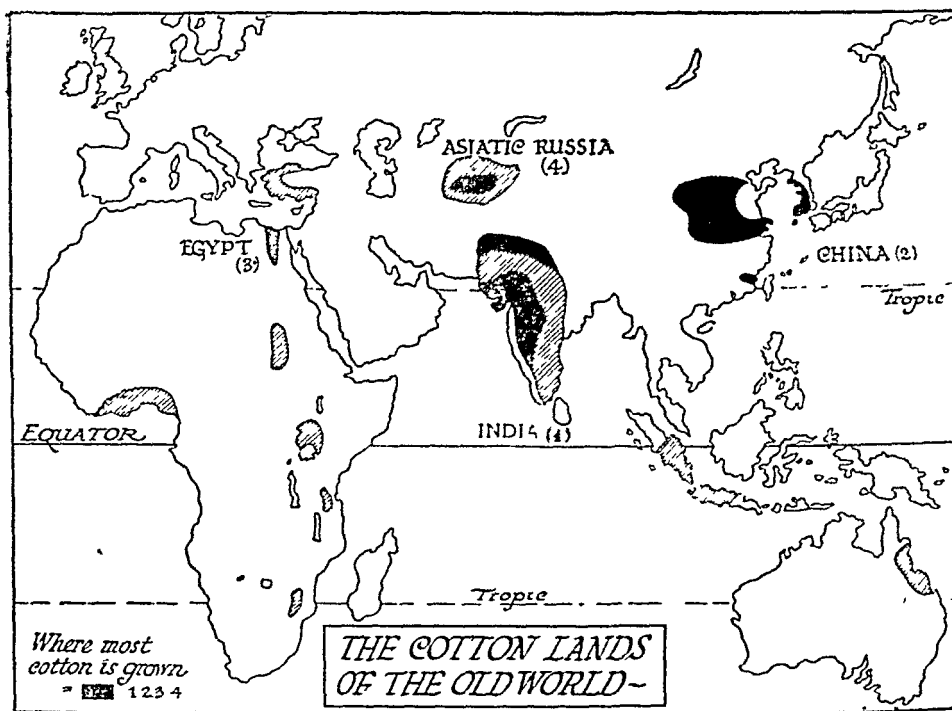 ASIATIC RUSSIA
(4)
EGYPT
(3)
CHINA (2)
Tropic
INDIA (1)
EQUATOR
Tropic
Where most
cotton is grown
= 1 2 3 4
THE COTTON LANDS
OF THE OLD WORLD~